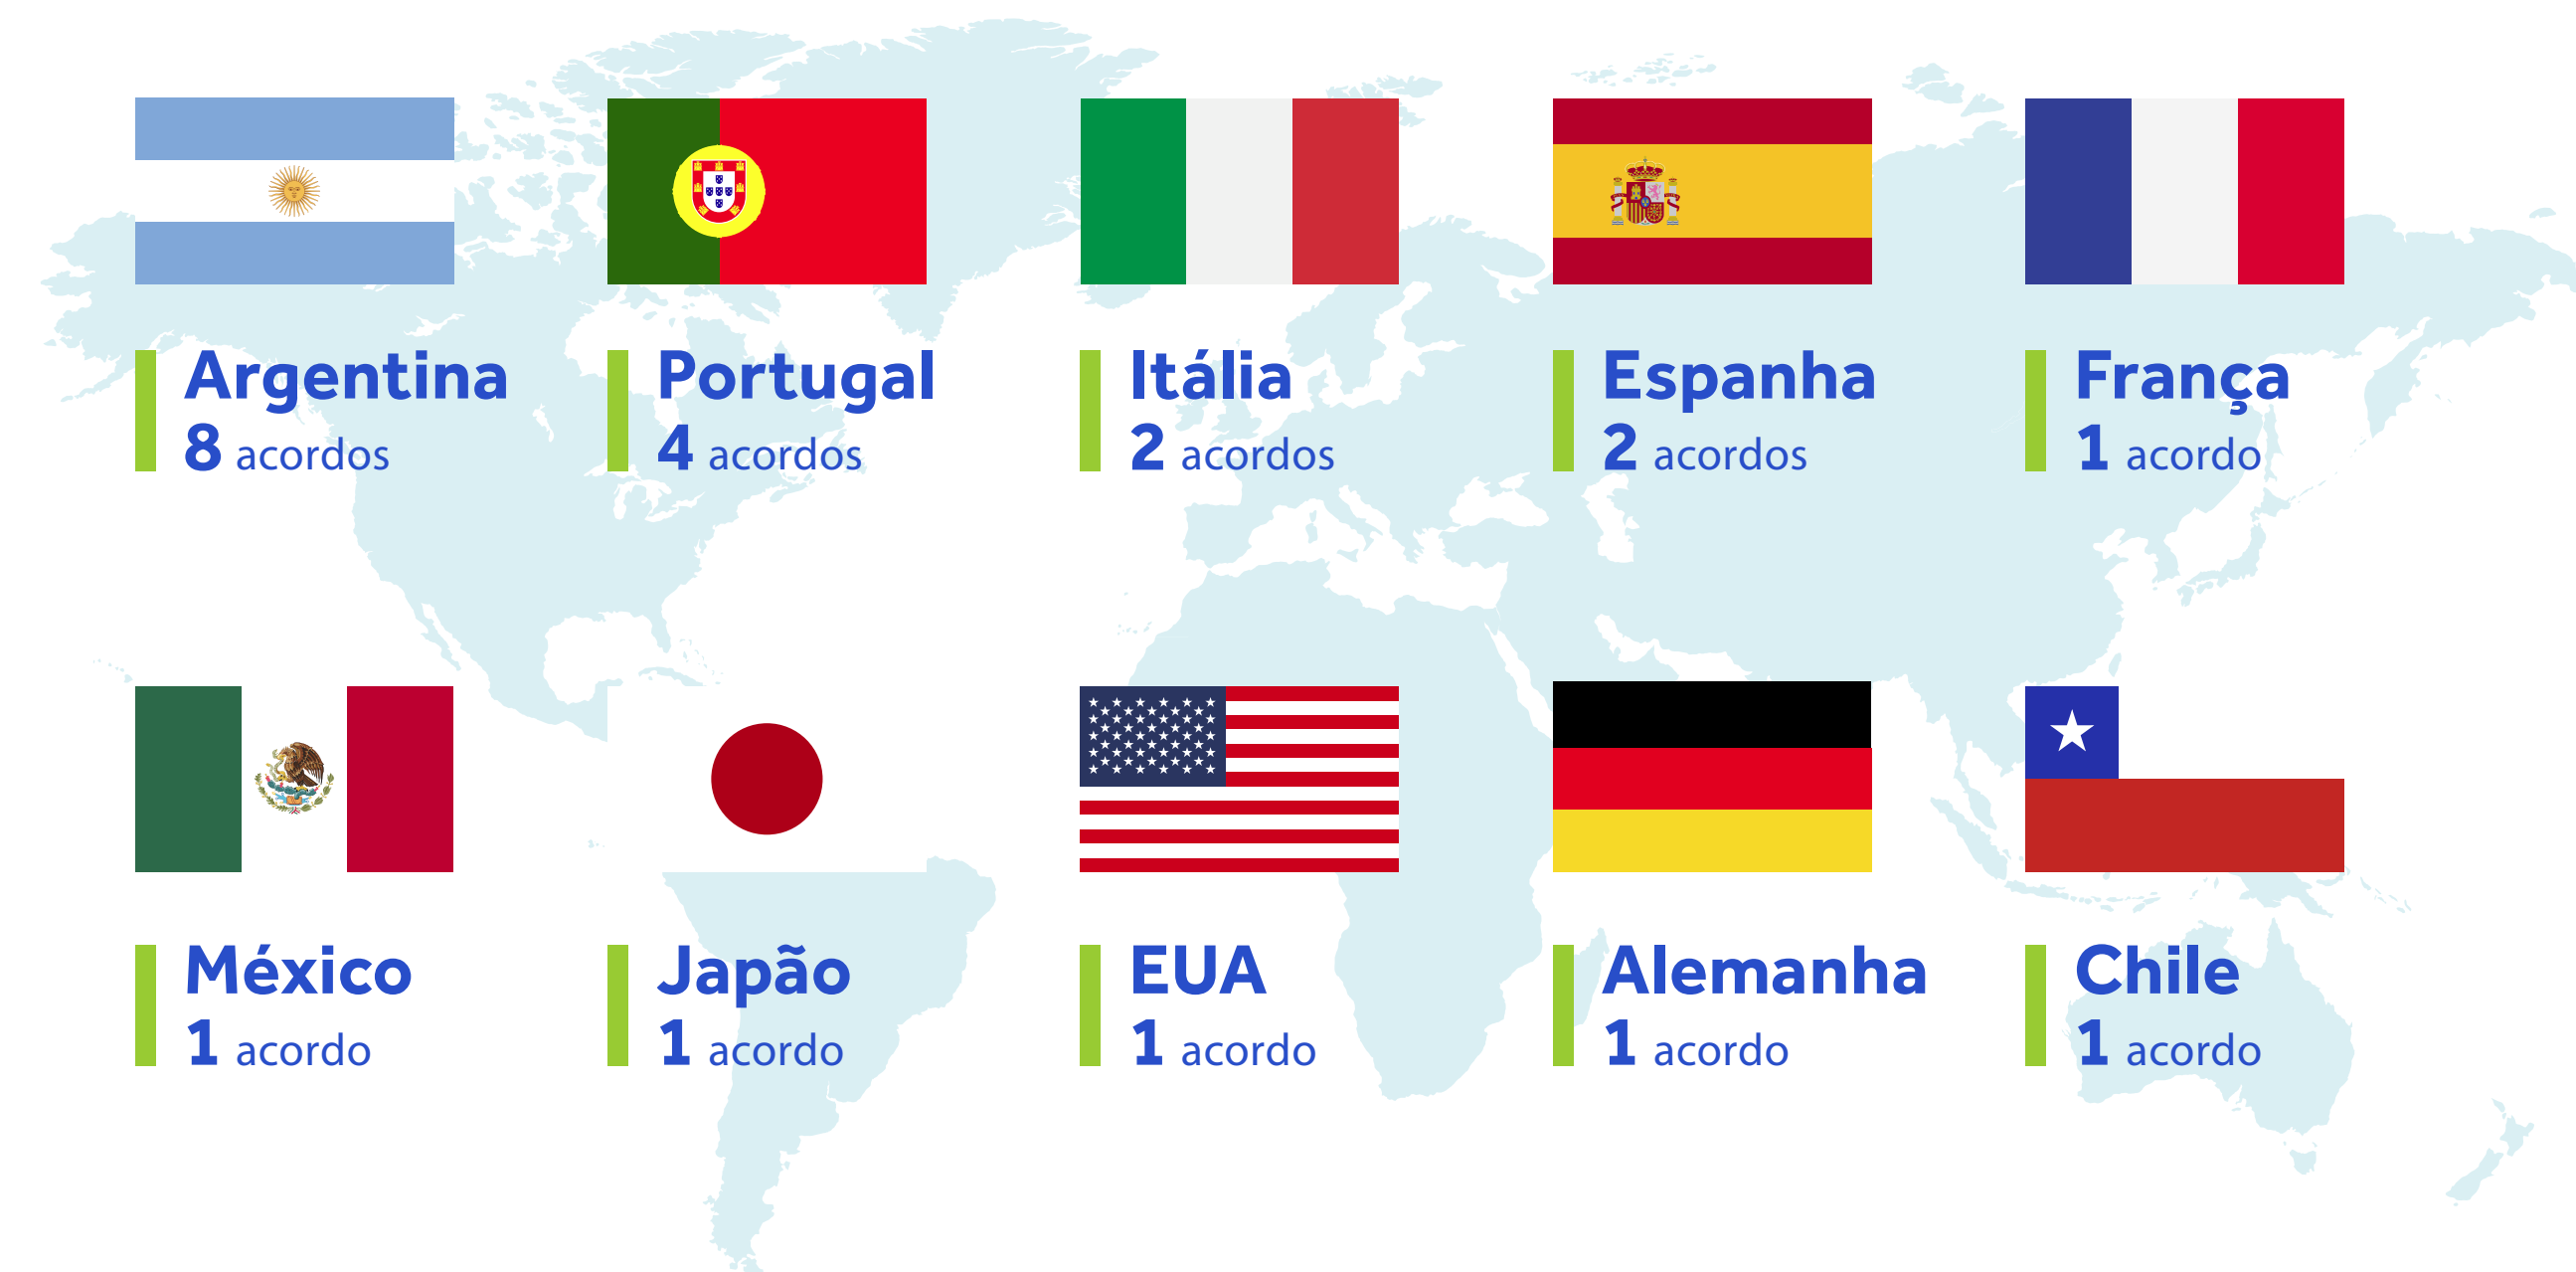 Argentina
8 acordos
Portugal
4 acordos
Itália
2 acordos
Espanha
2 acordos
França
1 acordo
México
1 acordo
Japão
1 acordo
EUA
1 acordo
Alemanha
1 acordo
Chile
1 acordo